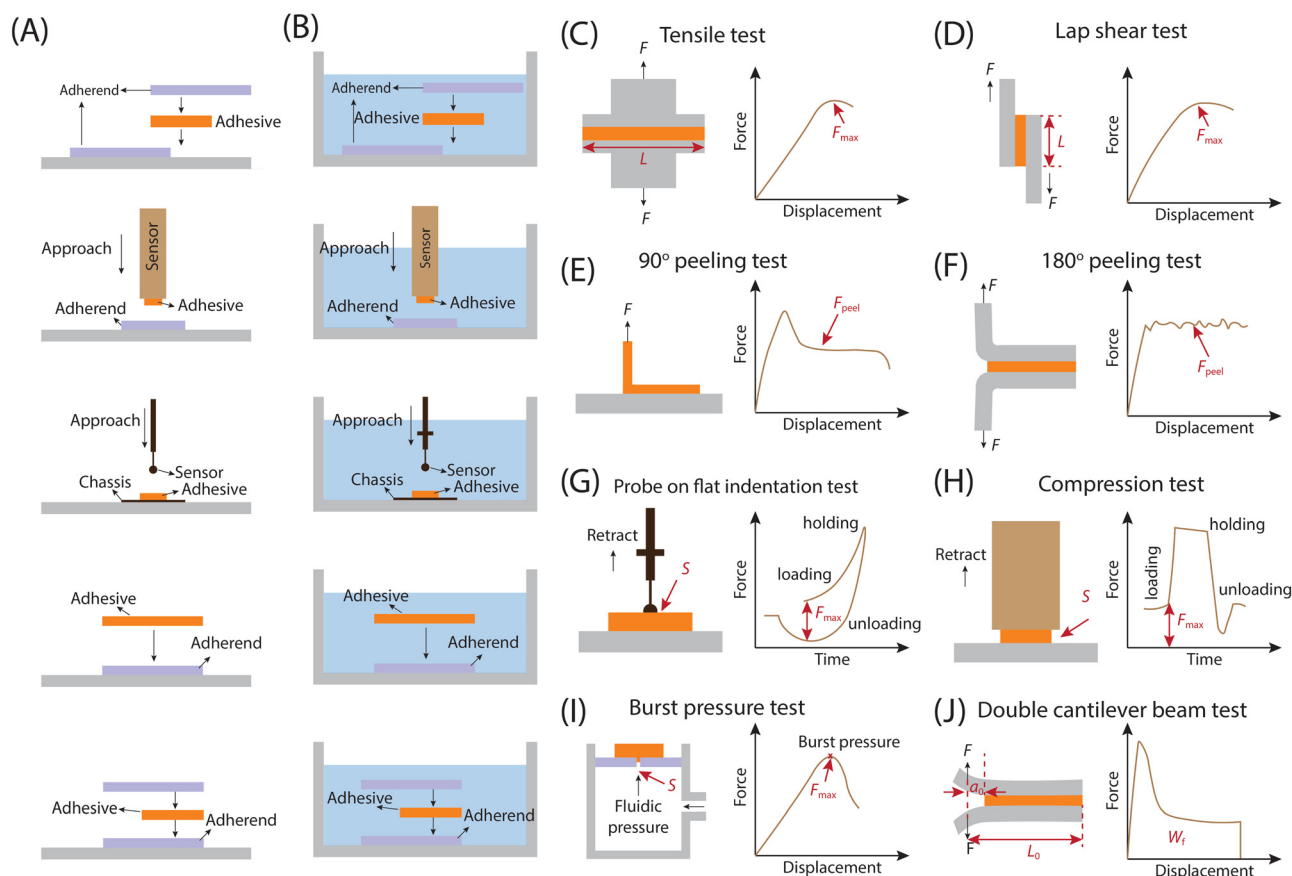 (A)
Adherend
Adhesive
Approach
Sensor
Adherend
Adhesive
Approach
Sensor
Chassis
Adhesive
Adhesive
Adherend
Adhesive
Adherend
(B)
Adherend
Adhesive
Approach
Sensor
Adherend
Adhesive
Approach
Sensor
Chassis
Adhesive
Adhesive
Adherend
Adhesive
Adherend
(C)
Tensile test
F
L
F
Force
Fmax
Displacement
(D)
Lap shear test
F
L
F
Force
Fmax
Displacement
(E)
90° peeling test
F
Force
Fpeel
Displacement
(F)
180° peeling test
F
F
Force
Fpeel
Displacement
(G)
Probe on flat indentation test
Retract
S
Force
holding
loading
Fmax
unloading
Time
(H)
Compression test
Retract
S
Force
loading
holding
unloading
Fmax
Time
(I)
Burst pressure test
S
Fluidic
pressure
Force
Burst pressure
Fmax
Displacement
(J)
Double cantilever beam test
F
a0
F
L0
Force
Wf
Displacement